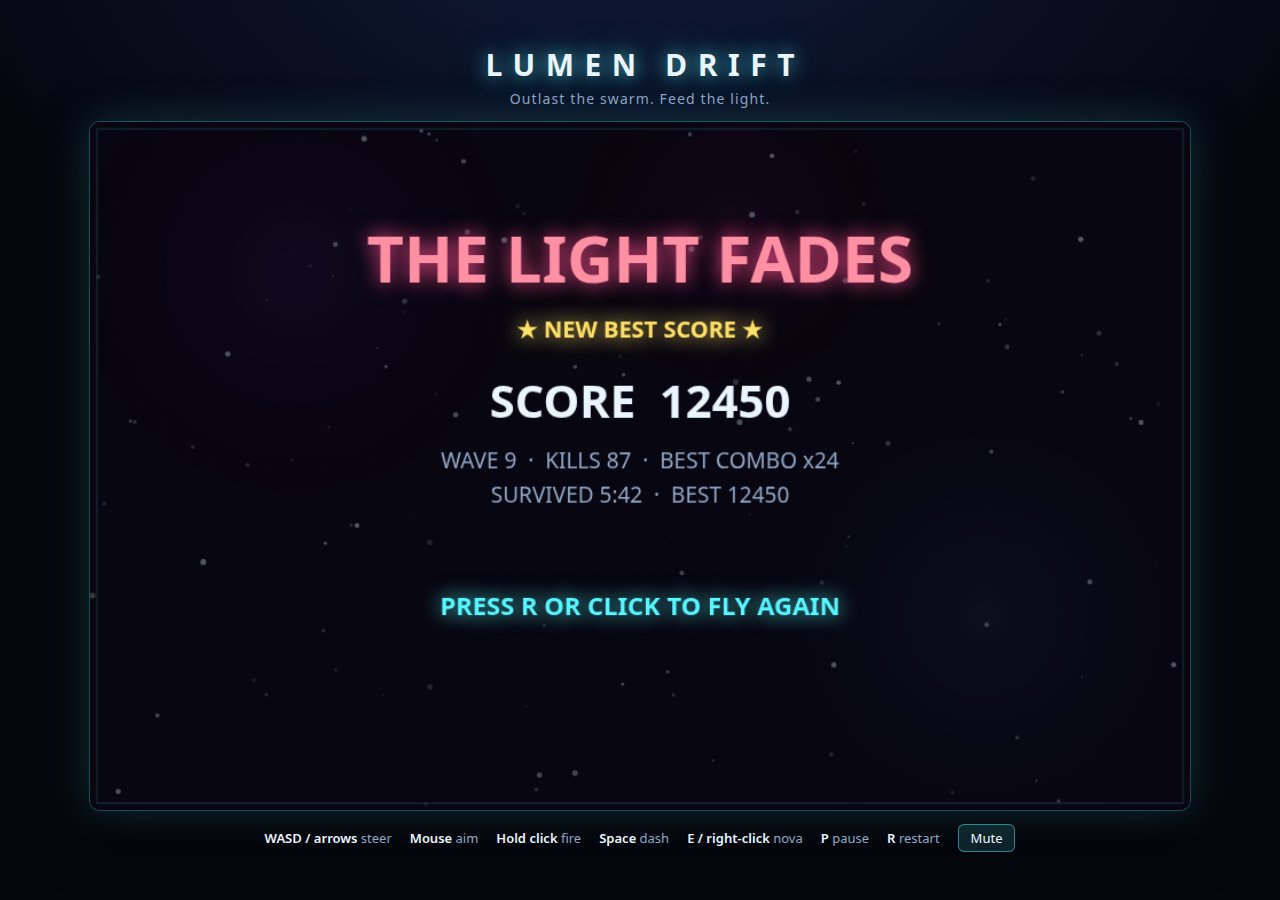 LUMEN DRIFT
Outlast the swarm. Feed the light.
THE LIGHT FADES
★ NEW BEST SCORE ★
SCORE 12450
WAVE 9 · KILLS 87 · BEST COMBO x24
SURVIVED 5:42 · BEST 12450
PRESS R OR CLICK TO FLY AGAIN
WASD / arrows steer Mouse aim Hold click fire Space dash E / right-click nova P pause R restart Mute